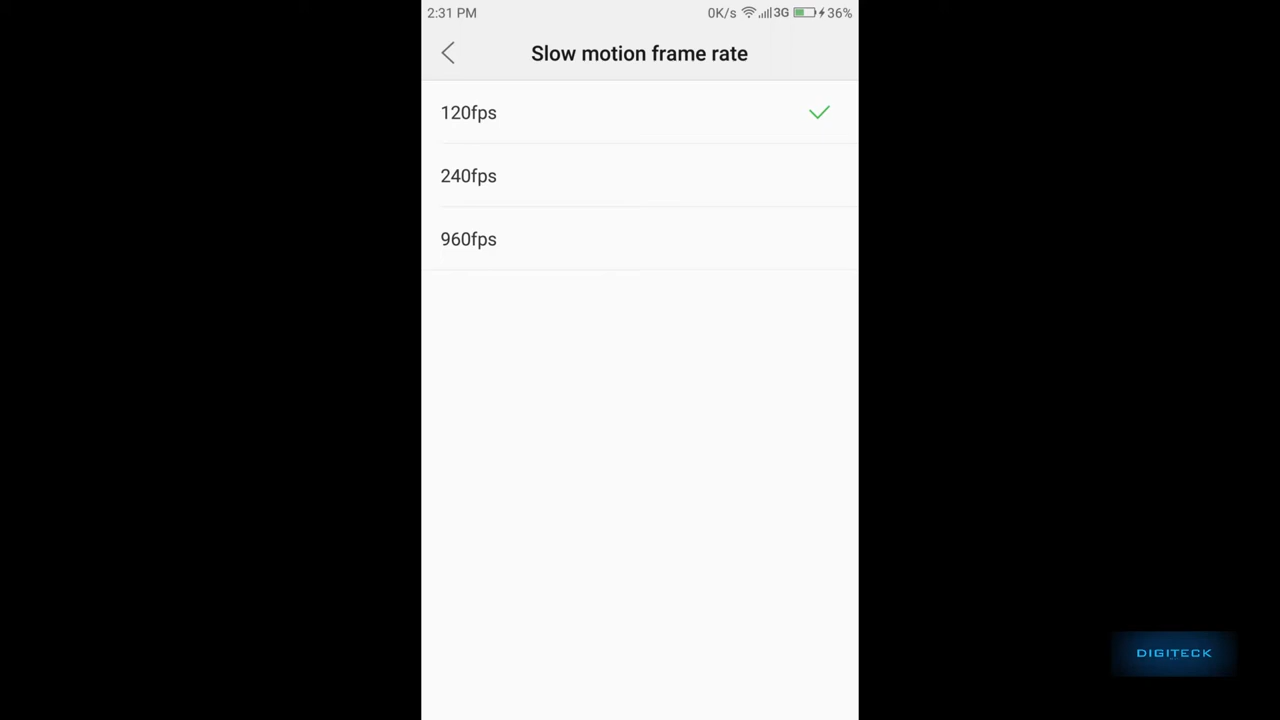 2:31 PM 0K/s 3G 36%
Slow motion frame rate
120fps
240fps
960fps
DIGITECK